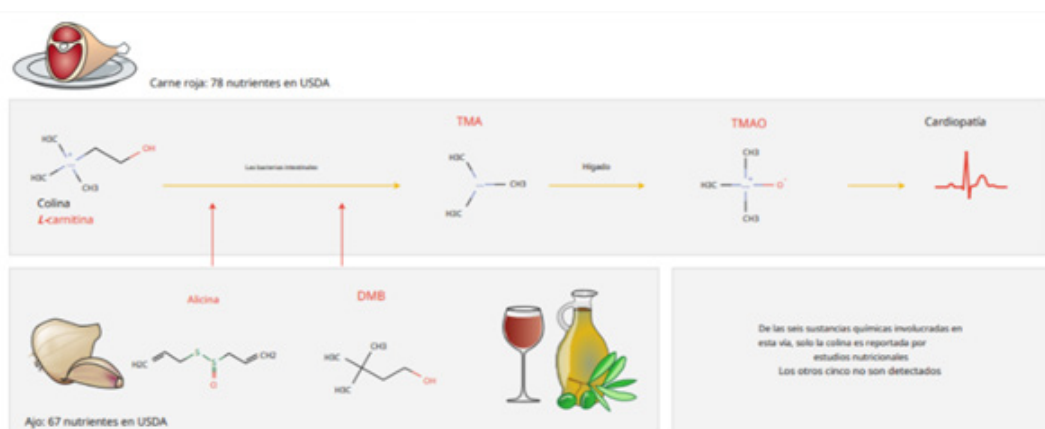 Carne roja: 78 nutrientes en USDA
TMA
TMAO
Cardiopatía
H3C
OH
H3C
CH3
Las bacterias intestinales
H3C
CH3
H3C
Hígado
CH3
H3C
O
CH3
Colina
L-carnitina
Alicina
DMB
H2C
S
S
O
CH2
CH3
H3C
H3C
OH
De las seis sustancias químicas involucradas en
esta vía, solo la colina es reportada por
estudios nutricionales
Los otros cinco no son detectados
Ajo: 67 nutrientes en USDA